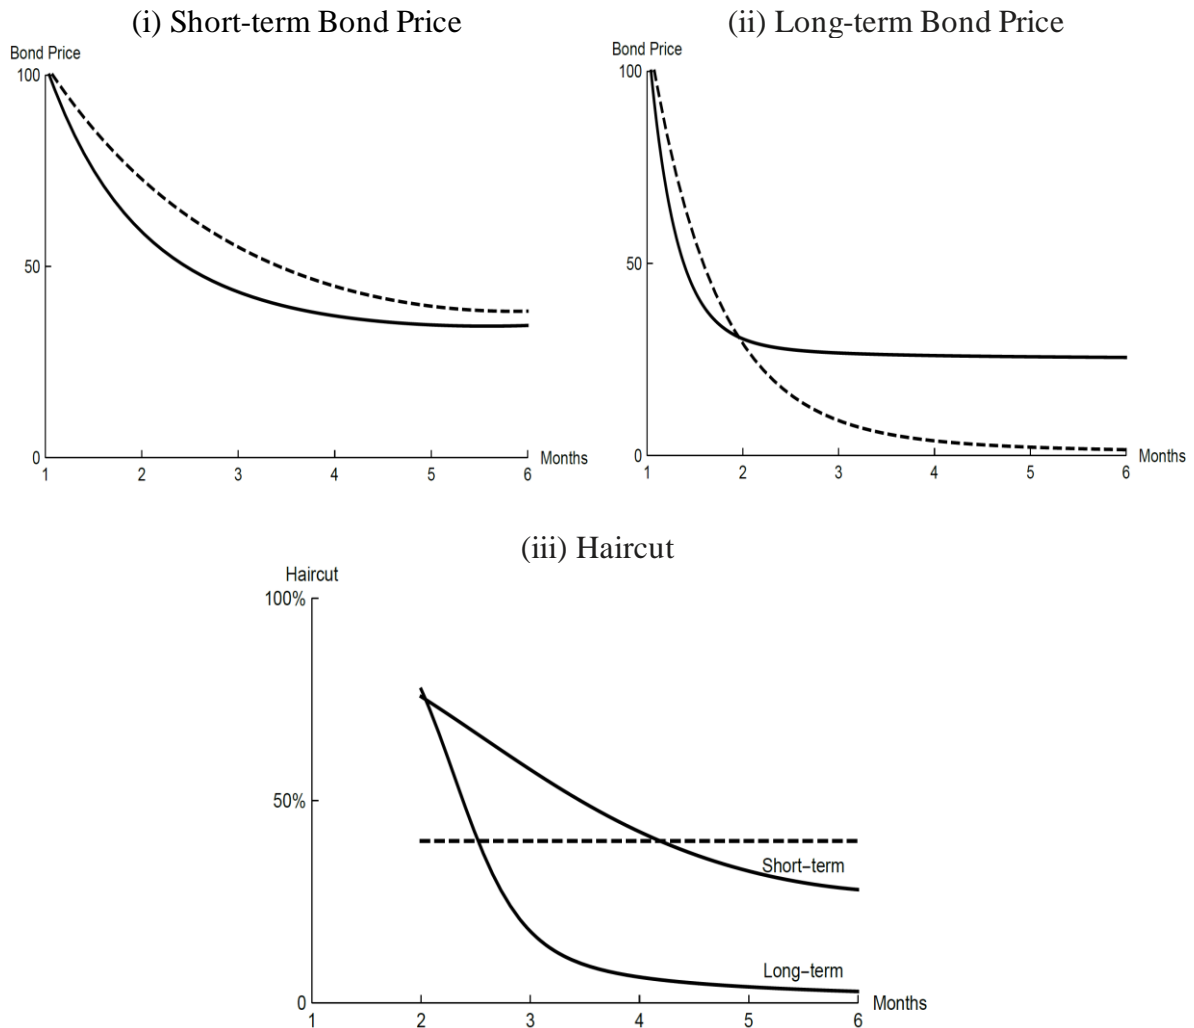 (i) Short-term Bond Price
Bond Price
100
50
0
1 2 3 4 5 6
Months
(ii) Long-term Bond Price
Bond Price
100
50
0
1 2 3 4 5 6
Months
(iii) Haircut
Haircut
100%
50%
0
Short–term
Long–term
1 2 3 4 5 6
Months